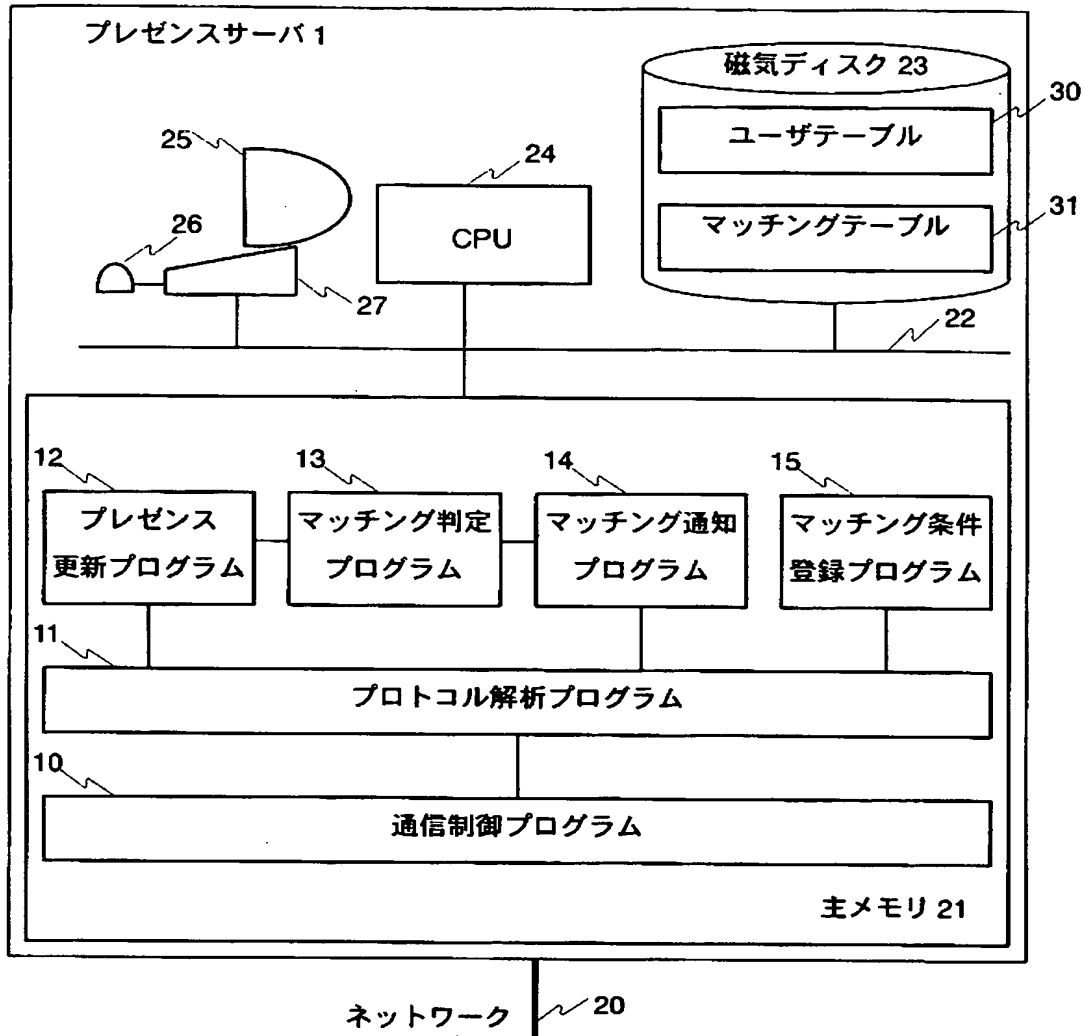 プレゼンスサーバ 1
磁気ディスク 23
30
ユーザテーブル
31
マッチングテーブル
25
24
CPU
26
27
22
12
プレゼンス
更新プログラム
13
マッチング判定
プログラム
14
マッチング通知
プログラム
15
マッチング条件
登録プログラム
11
プロトコル解析プログラム
10
通信制御プログラム
主メモリ 21
ネットワーク
20